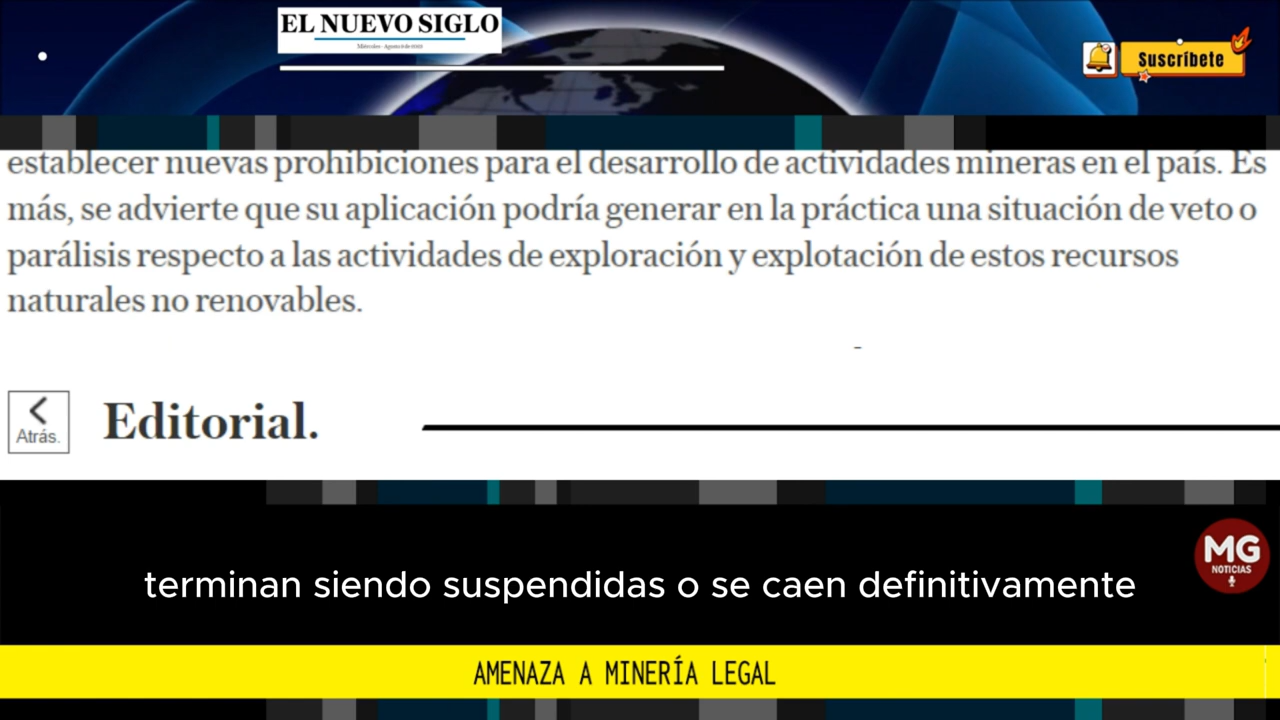 EL NUEVO SIGLO
Suscríbete
establecer nuevas prohibiciones para el desarrollo de actividades mineras en el país. Es
más, se advierte que su aplicación podría generar en la práctica una situación de veto o
parálisis respecto a las actividades de exploración y explotación de estos recursos
naturales no renovables.
Atrás.
Editorial.
MG
NOTICIAS
terminan siendo suspendidas o se caen definitivamente
AMENAZA A MINERÍA LEGAL